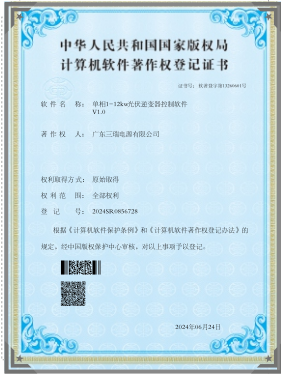 中华人民共和国国家版权局
计算机软件著作权登记证书
证书号： 软著登字第13260601号
软件名称： 单相1~12kw光伏逆变器控制软件
V1.0
著作权人： 广东三瑞电源有限公司
权利取得方式： 原始取得
权利范围： 全部权利
登记号： 2024SR0856728
根据《计算机软件保护条例》和《计算机软件著作权登记办法》的
规定，经中国版权保护中心审核，对以上事项予以登记。
2024年06月24日